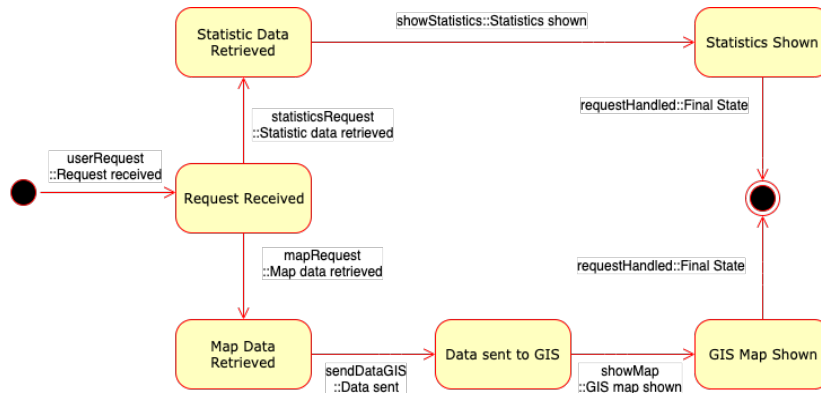 Statistic Data
Retrieved
showStatistics::Statistics shown
Statistics Shown
statisticsRequest
::Statistic data retrieved
requestHandled::Final State
userRequest
::Request received
Request Received
mapRequest
::Map data retrieved
requestHandled::Final State
Map Data
Retrieved
sendDataGIS
::Data sent
Data sent to GIS
showMap
::GIS map shown
GIS Map Shown